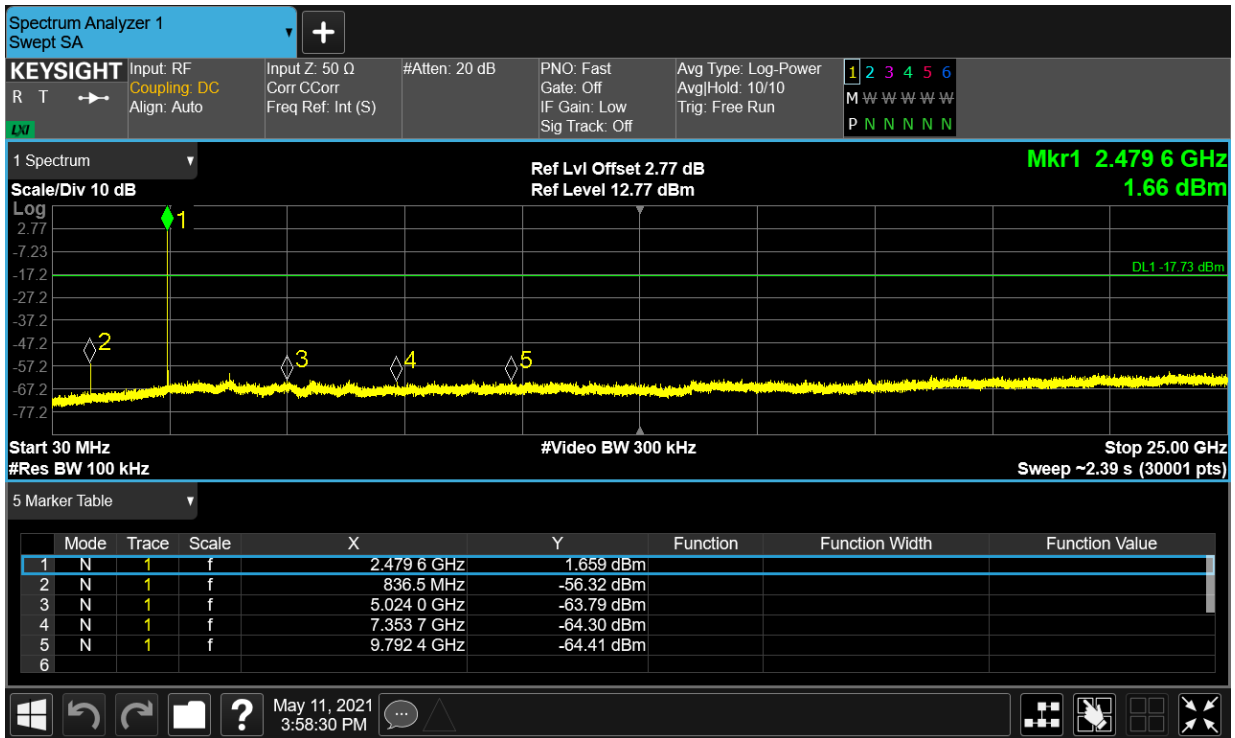 Spectrum Analyzer 1
Swept SA
+
KEYSIGHT
R T
LXI
Input: RF
Coupling: DC
Align: Auto
Input Z: 50 Ω
Corr CCorr
Freq Ref: Int (S)
#Atten: 20 dB
PNO: Fast
Gate: Off
IF Gain: Low
Sig Track: Off
Avg Type: Log-Power
Avg|Hold: 10/10
Trig: Free Run
1 2 3 4 5 6
M W W W W W
P N N N N N
1 Spectrum
Scale/Div 10 dB
Ref Lvl Offset 2.77 dB
Ref Level 12.77 dBm
Mkr1 2.479 6 GHz
1.66 dBm
Log
2.77
-7.23
-17.2
-27.2
-37.2
-47.2
-57.2
-67.2
-77.2
1
2
3
4
5
DL1 -17.73 dBm
Start 30 MHz
#Video BW 300 kHz
Stop 25.00 GHz
#Res BW 100 kHz
Sweep ~2.39 s (30001 pts)
5 Marker Table
Mode Trace Scale X Y Function Function Width Function Value
1 N 1 f 2.479 6 GHz 1.659 dBm
2 N 1 f 836.5 MHz -56.32 dBm
3 N 1 f 5.024 0 GHz -63.79 dBm
4 N 1 f 7.353 7 GHz -64.30 dBm
5 N 1 f 9.792 4 GHz -64.41 dBm
6
?
May 11, 2021
3:58:30 PM